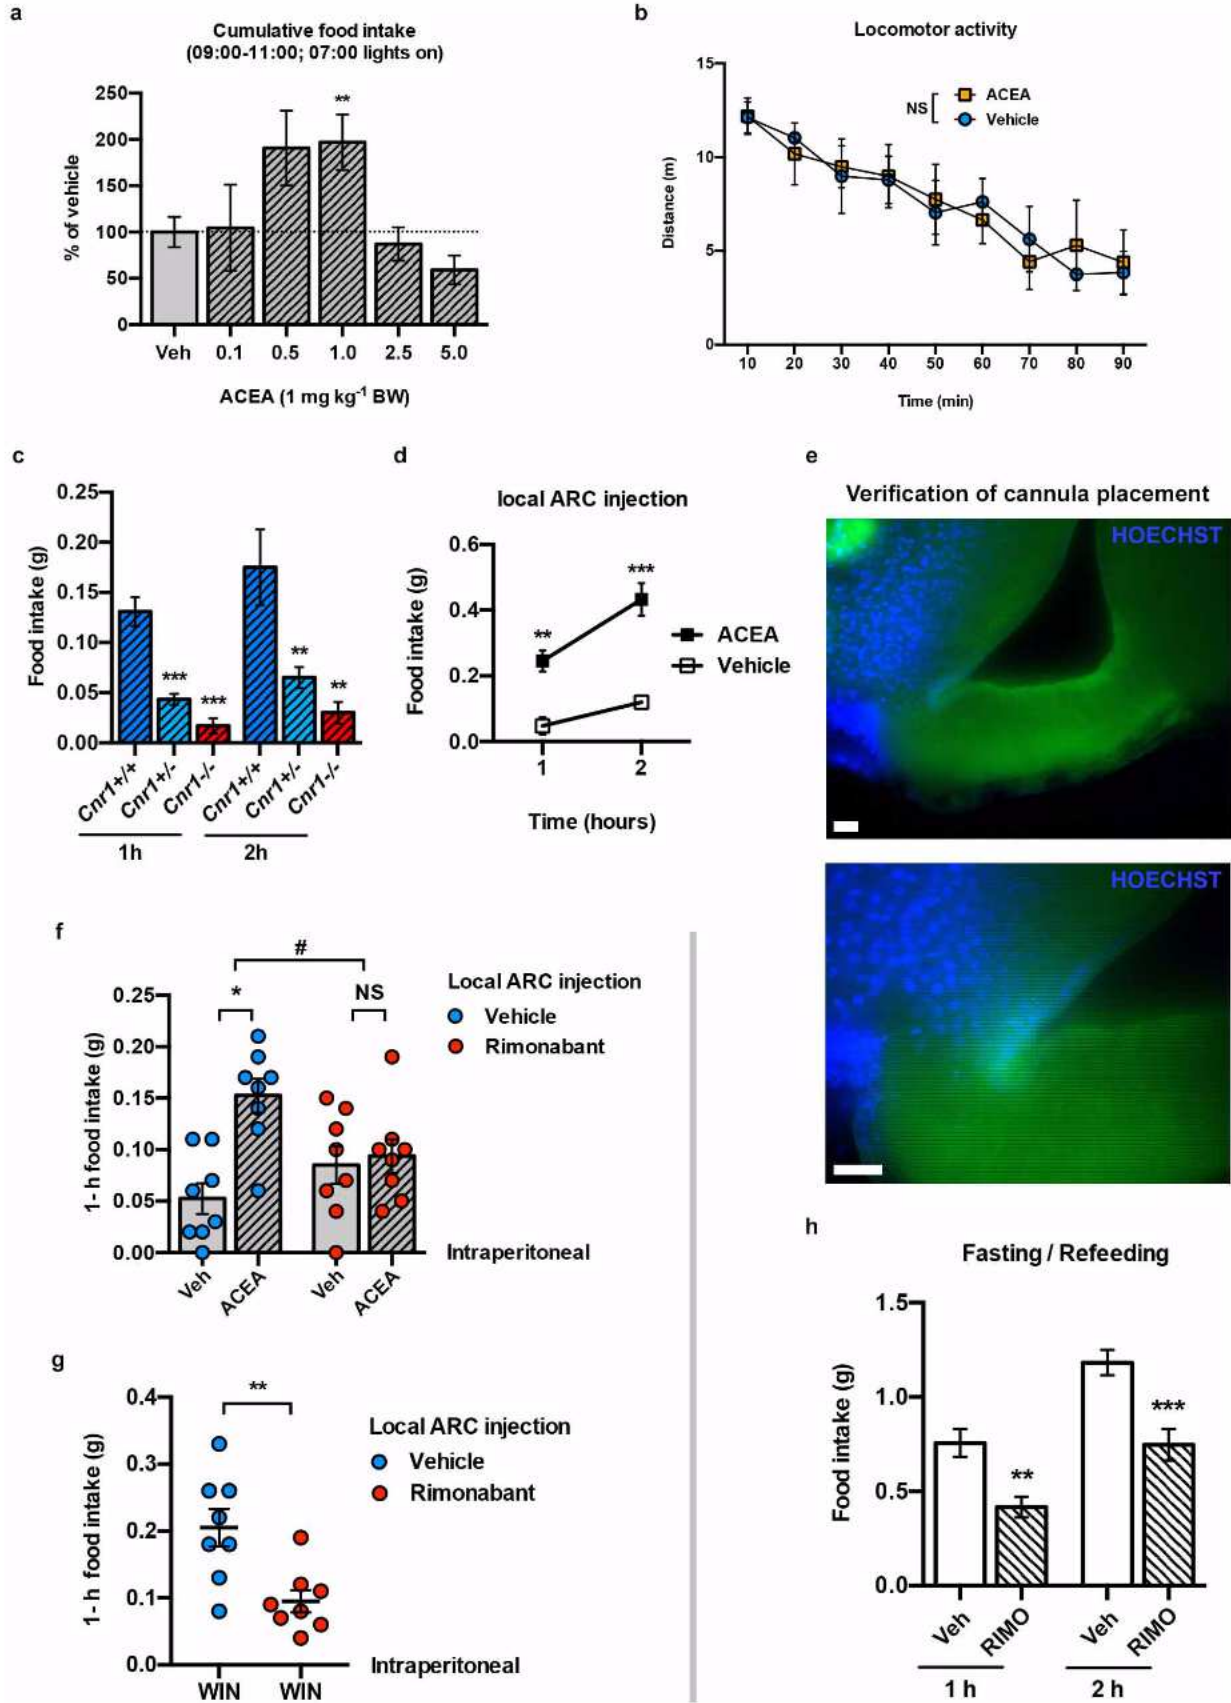 a
Cumulative food intake
(09:00-11:00; 07:00 lights on)
% of vehicle
250
200
150
100
50
0
**
Veh 0.1 0.5 1.0 2.5 5.0
ACEA (1 mg kg-1 BW)
b
Locomotor activity
Distance (m)
15
10
5
0
NS
ACEA
Vehicle
10 20 30 40 50 60 70 80 90
Time (min)
c
Food intake (g)
0.25
0.20
0.15
0.10
0.05
0.00
*** *** ** **
Cnr1+/+ Cnr1+/- Cnr1-/- Cnr1+/+ Cnr1+/- Cnr1-/-
1h 2h
d
local ARC injection
Food intake (g)
0.6
0.4
0.2
0.0
** ***
ACEA
Vehicle
1 2
Time (hours)
e
Verification of cannula placement
HOECHST
HOECHST
f
1- h food intake (g)
0.25
0.20
0.15
0.10
0.05
0.00
#
* NS
Local ARC injection
Vehicle
Rimonabant
Veh ACEA Veh ACEA
Intraperitoneal
g
1- h food intake (g)
0.4
0.3
0.2
0.1
0.0
**
Local ARC injection
Vehicle
Rimonabant
WIN WIN
Intraperitoneal
h
Fasting / Refeeding
Food intake (g)
1.5
1.0
0.5
0.0
** ***
Veh RIMO Veh RIMO
1 h 2 h